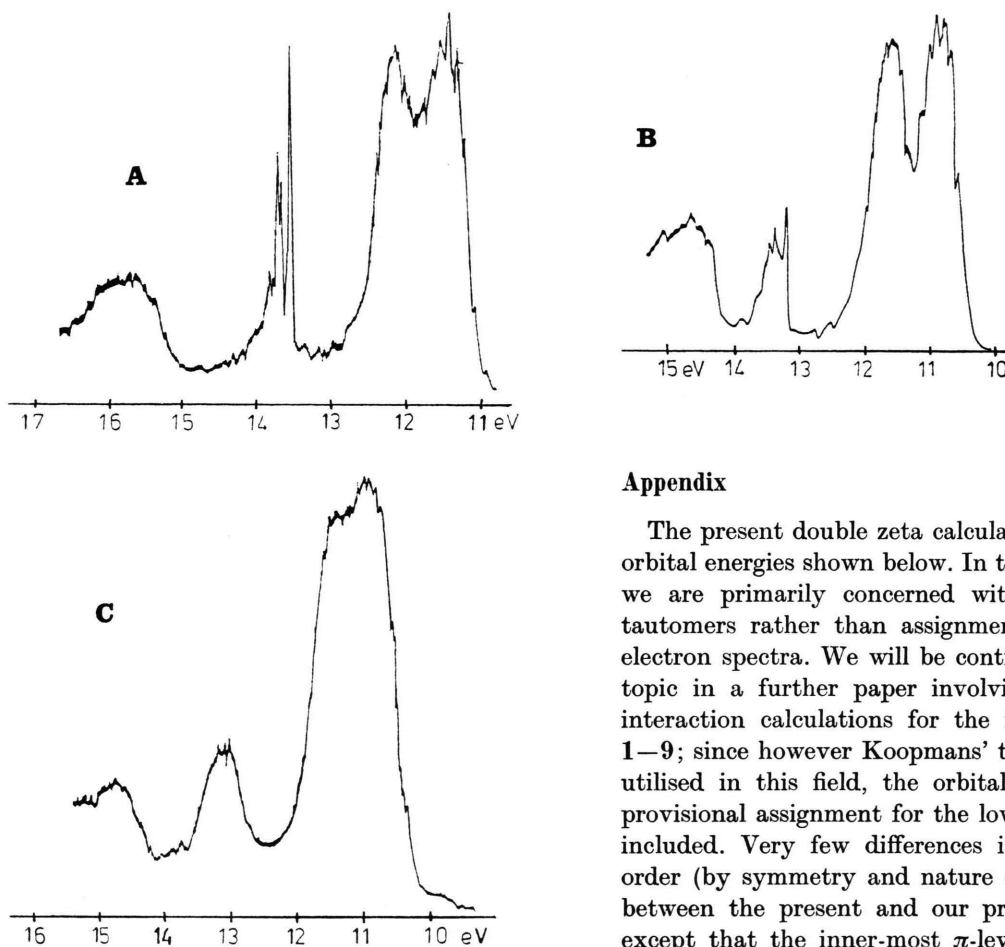 A
17 16 15 14 13 12 11 eV
B
15 eV 14 13 12 11 10
C
16 15 14 13 12 11 10 eV
Appendix
The present double zeta calcula
orbital energies shown below. In t
we are primarily concerned wit
tautomers rather than assignmen
electron spectra. We will be conti
topic in a further paper involvi
interaction calculations for the
1—9; since however Koopmans' t
utilised in this field, the orbital
provisional assignment for the lov
included. Very few differences i
order (by symmetry and nature
between the present and our pr
except that the inner-most π-lev